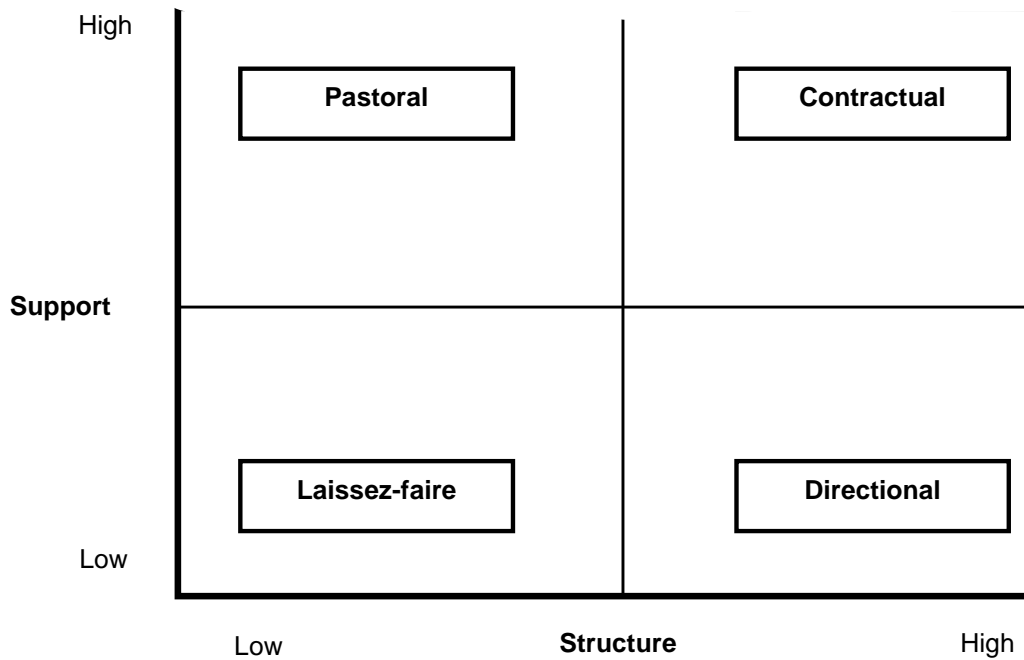 High
Pastoral
Contractual
Support
Laissez-faire
Directional
Low
Low
Structure
High